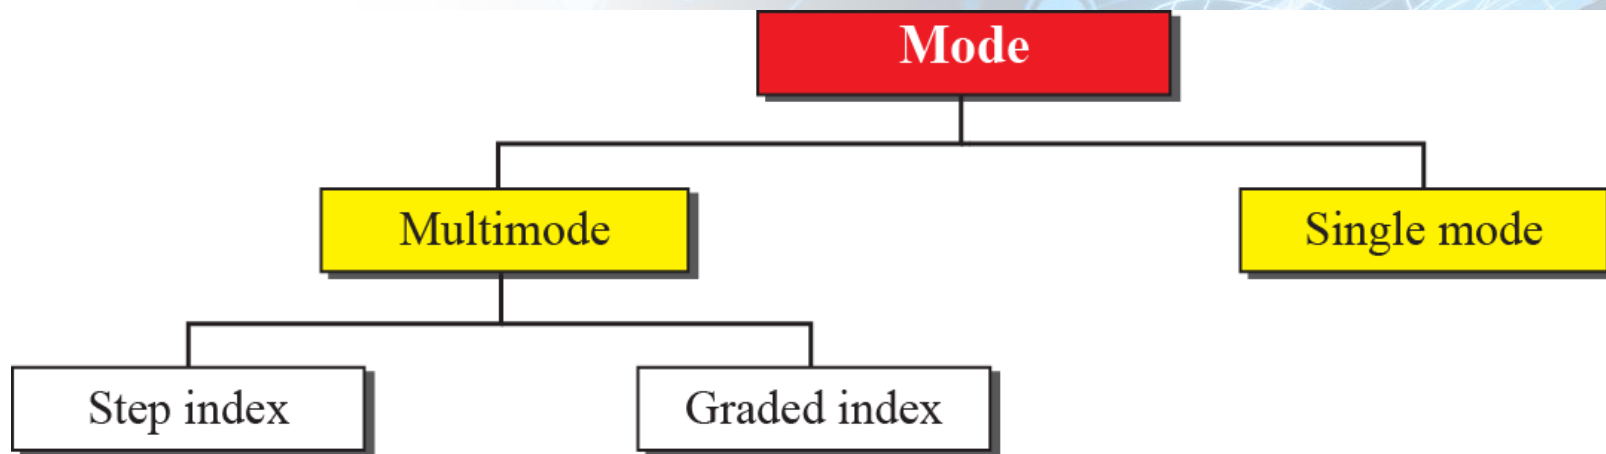 Mode
Multimode
Single mode
Step index
Graded index